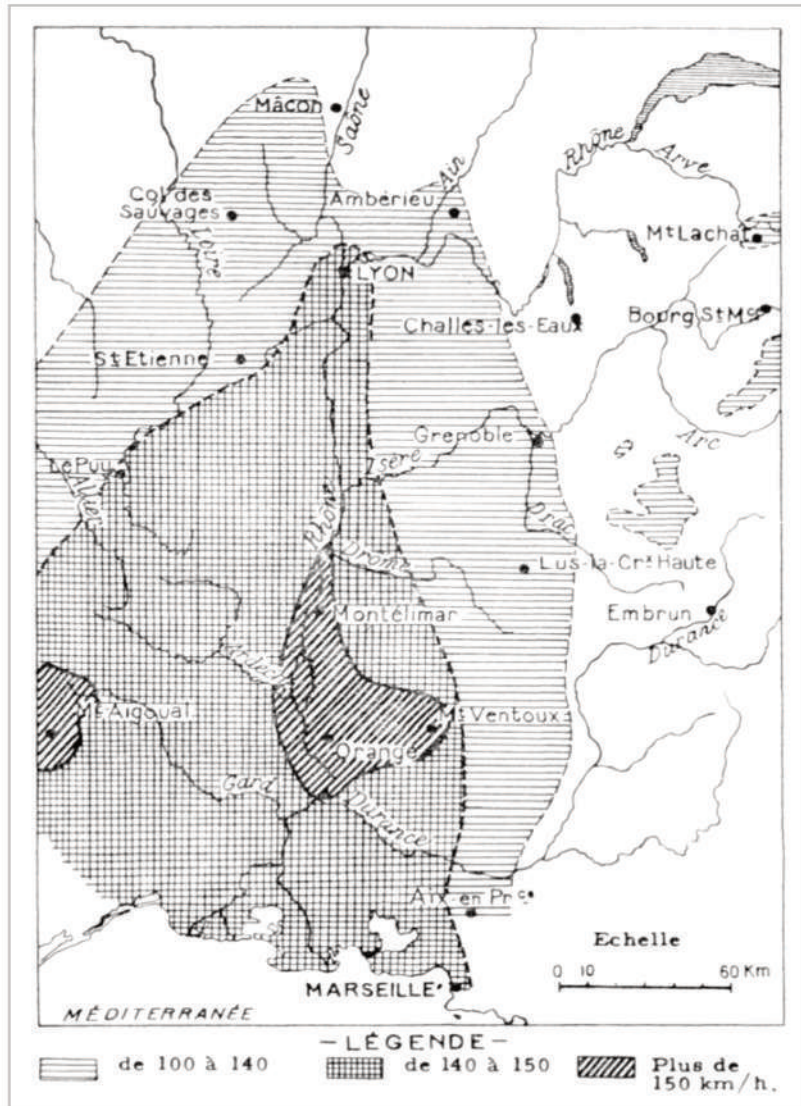 Mâcon
Saône
Ain
Rhône
Arve
Col des
Sauvages
Ambérieu
Mt Lachat
Loire
LYON
Challes-les-Eaux
Bourg St Mce
St Etienne
Grenoble
Arc
Le Puy
Isère
Allier
Rhône
Drac
Drôme
Lus-la-Crx Haute
Montélimar
Embrun
Durance
Ardèche
Mt Aigoual
Mt Ventoux
Orange
Gard
Durance
Aix-en-Prce
Echelle
0 10 60 Km
MARSEILLE
MÉDITERRANÉE
-LÉGENDE-
de 100 à 140
de 140 à 150
Plus de
150 km/h.